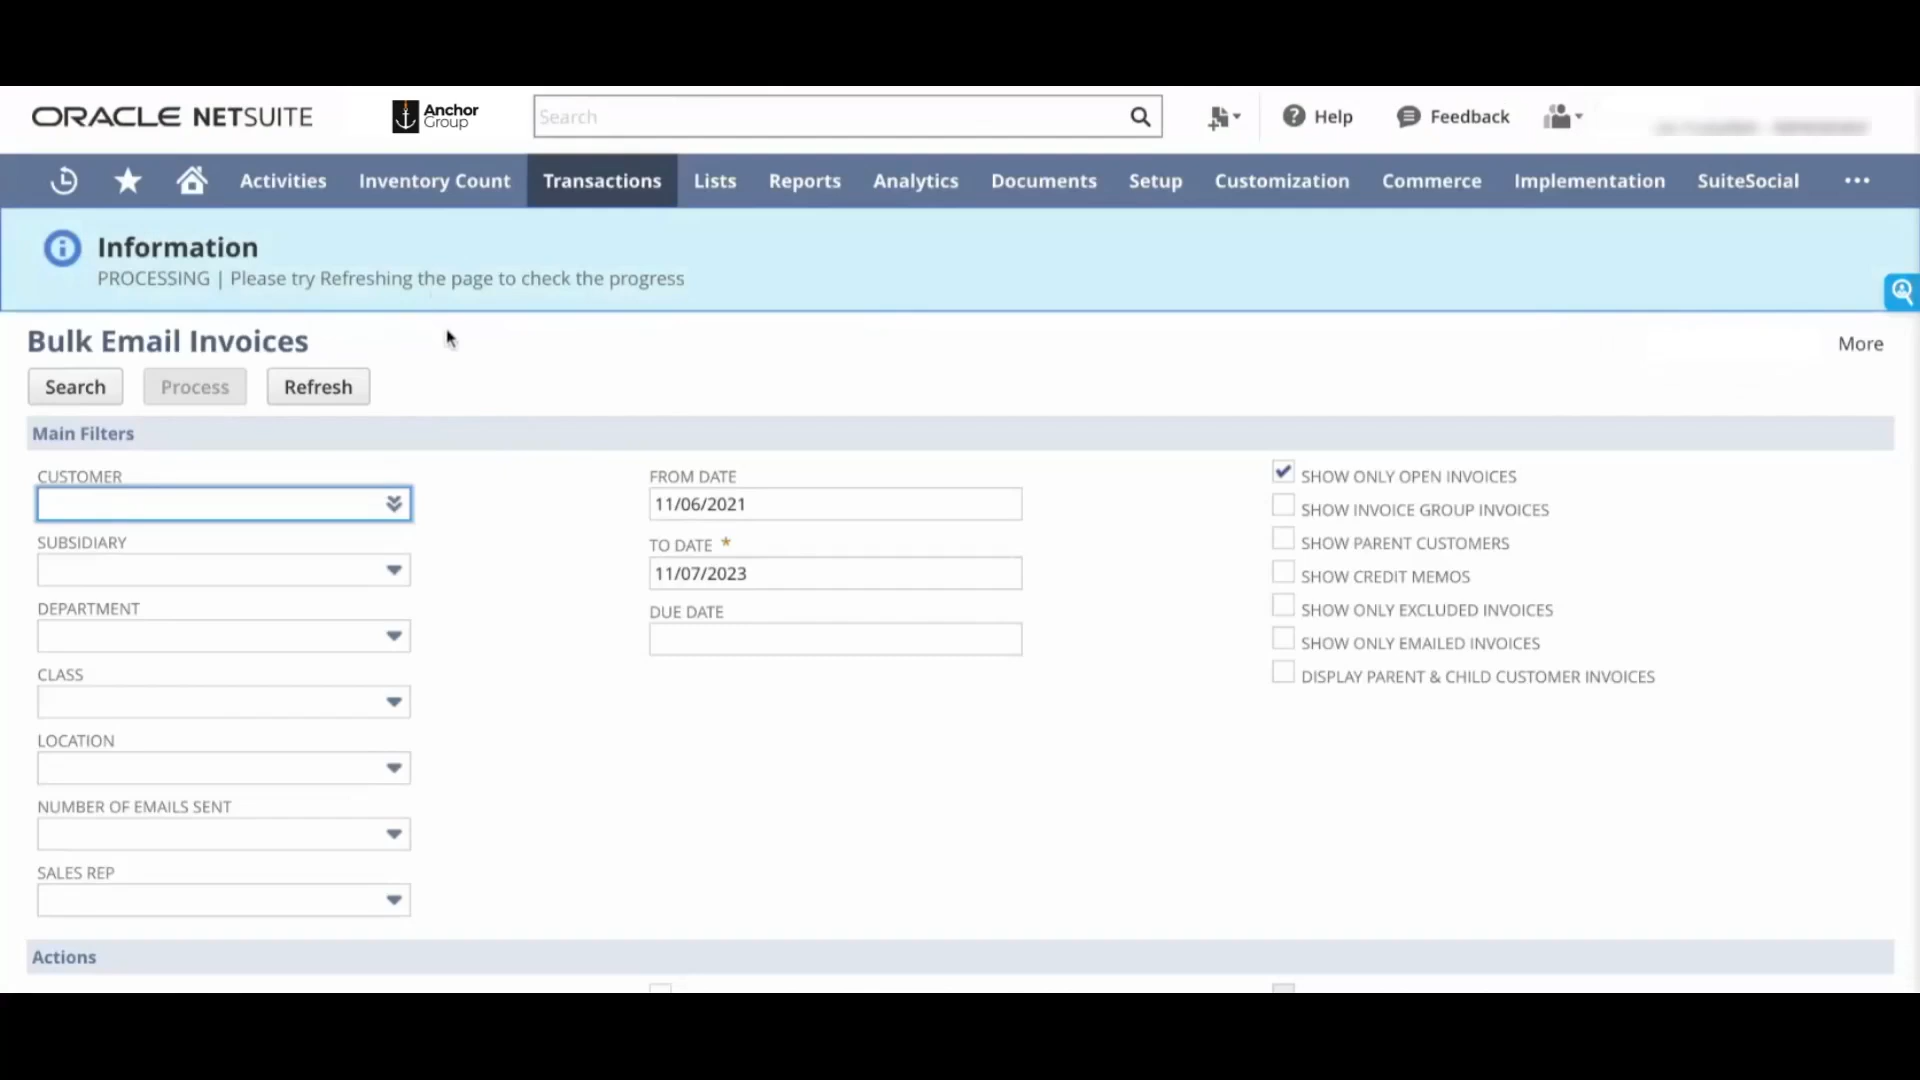 ORACLE NETSUITE
Anchor
Group
Search
Help
Feedback
Activities
Inventory Count
Transactions
Lists
Reports
Analytics
Documents
Setup
Customization
Commerce
Implementation
SuiteSocial
Information
PROCESSING | Please try Refreshing the page to check the progress
Bulk Email Invoices
More
Search
Process
Refresh
Main Filters
CUSTOMER
SUBSIDIARY
DEPARTMENT
CLASS
LOCATION
NUMBER OF EMAILS SENT
SALES REP
FROM DATE
11/06/2021
TO DATE *
11/07/2023
DUE DATE
SHOW ONLY OPEN INVOICES
SHOW INVOICE GROUP INVOICES
SHOW PARENT CUSTOMERS
SHOW CREDIT MEMOS
SHOW ONLY EXCLUDED INVOICES
SHOW ONLY EMAILED INVOICES
DISPLAY PARENT & CHILD CUSTOMER INVOICES
Actions